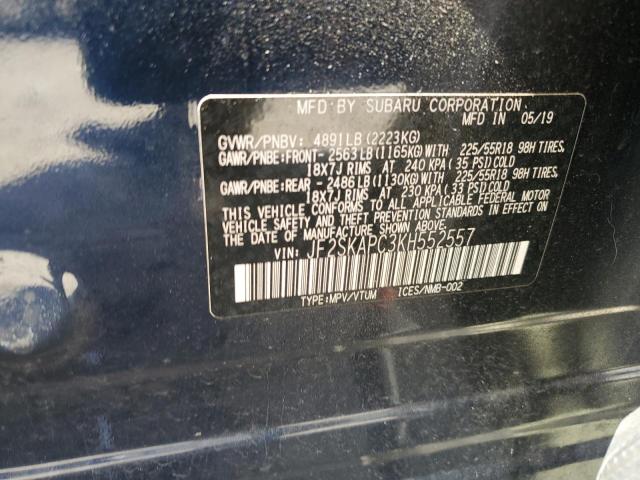 MFD BY SUBARU CORPORATION
MFD IN 05/19
GVWR/PNBV: 4891LB(2223KG)
GAWR/PNBE:FRONT- 2563LB(1165KG) WITH 225/55R18 98H TIRES,
18X7J RIMS AT 240 KPA (35 PSI)COLD
GAWR/PNBE:REAR - 2486LB(1130KG) WITH 225/55R18 98H TIRES,
18X7J RIMS AT 230 KPA (33 PSI)COLD
THIS VEHICLE CONFORMS TO ALL APPLICABLE FEDERAL MOTOR
VEHICLE SAFETY AND THEFT PREVENTION STANDARDS IN EFFECT
ON THE DATE OF MANUFACTURE SHOWN ABOVE.
VIN: JF2SKAPC3KH552557
TYPE:MPV/VTUM ICES/NMB-002